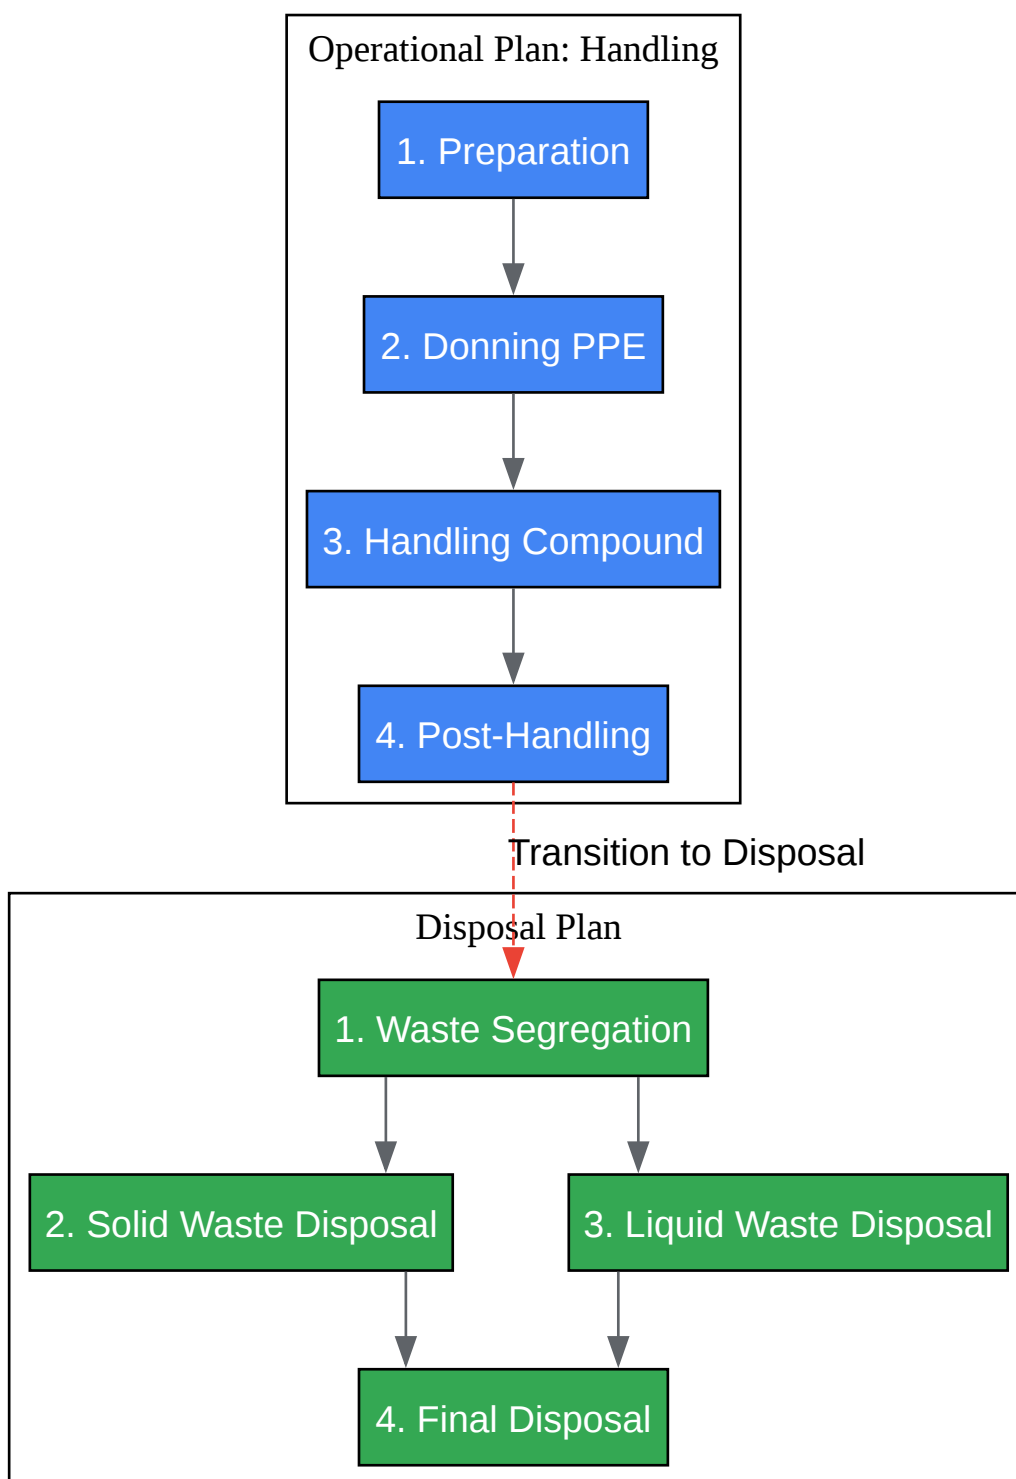 Operational Plan: Handling
1. Preparation
2. Donning PPE
3. Handling Compound
4. Post-Handling
Transition to Disposal
Disposal Plan
1. Waste Segregation
2. Solid Waste Disposal
3. Liquid Waste Disposal
4. Final Disposal